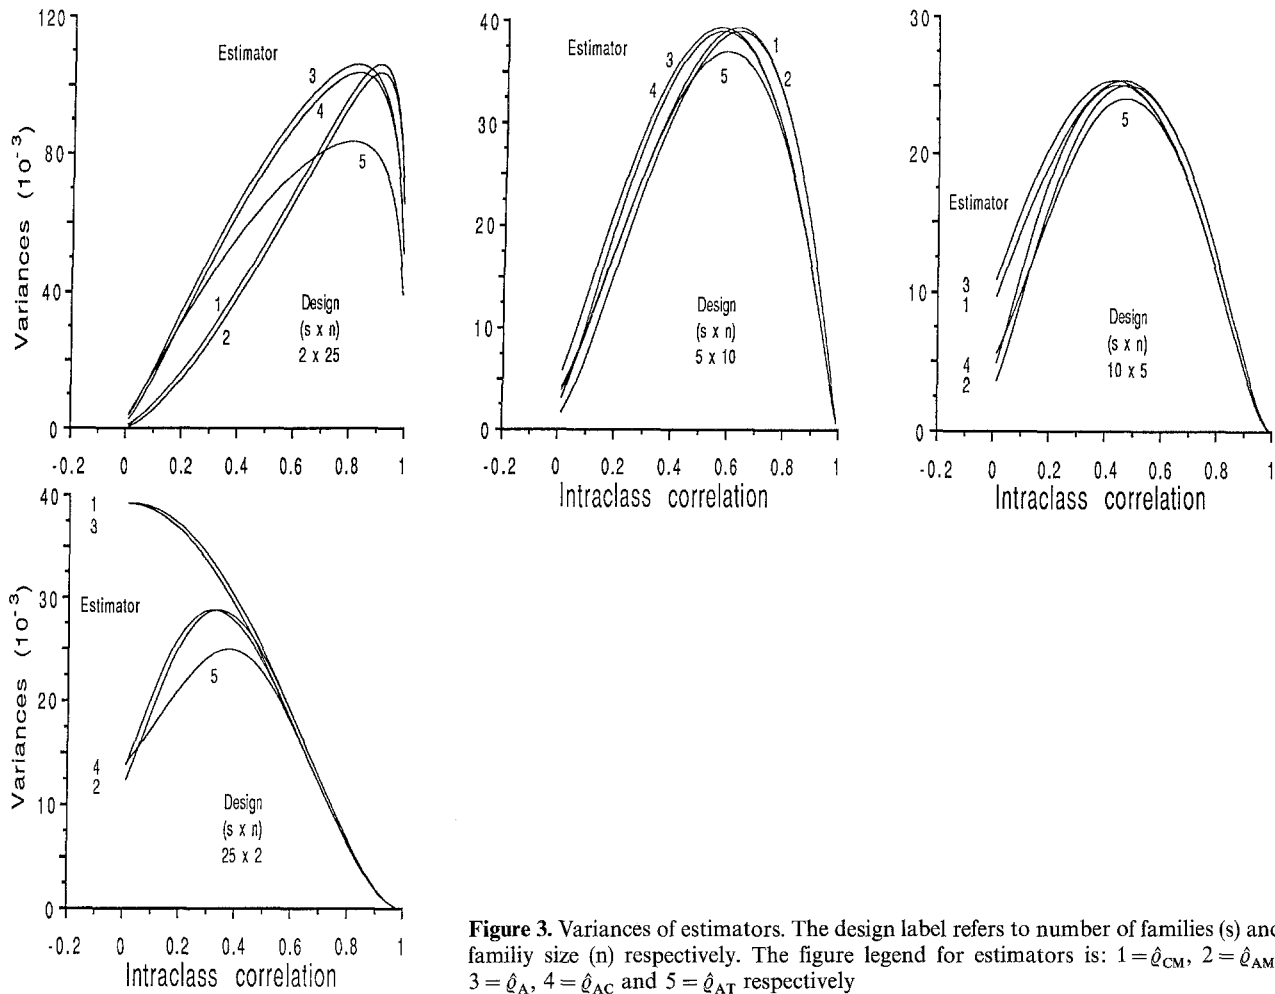 120
80
40
0
Variances (10⁻³)
Estimator
3
4
5
1
2
Design
(s x n)
2 x 25
-0.2 0 0.2 0.4 0.6 0.8 1
40
30
20
10
0
Estimator
3
4
1
2
5
Design
(s x n)
5 x 10
-0.2 0 0.2 0.4 0.6 0.8 1
Intraclass correlation
30
20
10
0
Estimator
5
3
1
4
2
Design
(s x n)
10 x 5
-0.2 0 0.2 0.4 0.6 0.8 1
Intraclass correlation
40
30
20
10
0
Variances (10⁻³)
1
3
Estimator
5
4
2
Design
(s x n)
25 x 2
-0.2 0 0.2 0.4 0.6 0.8 1
Intraclass correlation
Figure 3. Variances of estimators. The design label refers to number of families (s) and
familiy size (n) respectively. The figure legend for estimators is: 1 = ϱ̂CM, 2 = ϱ̂AM
3 = ϱ̂A, 4 = ϱ̂AC and 5 = ϱ̂AT respectively